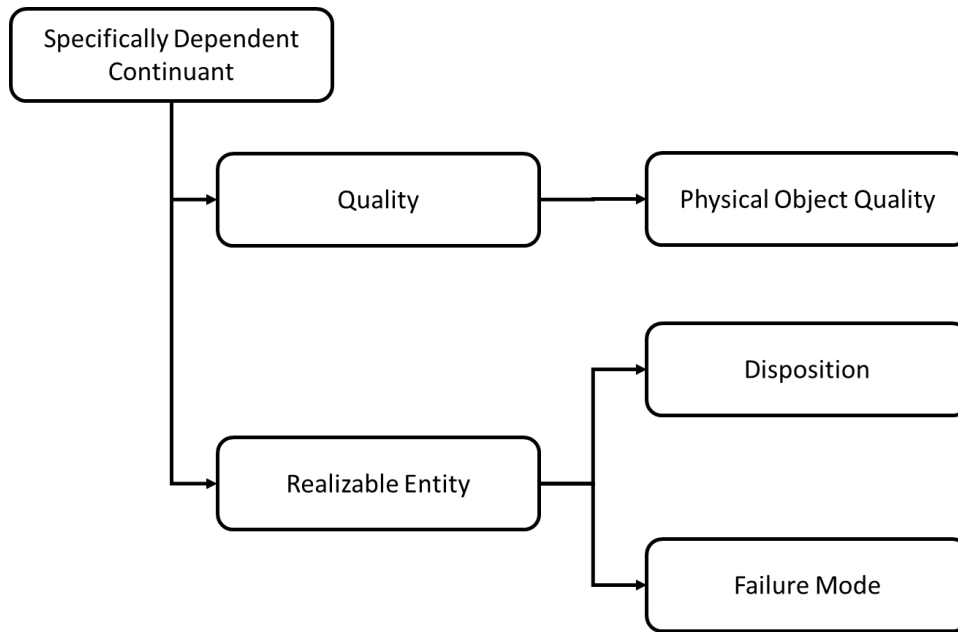 Specifically Dependent
Continuant
Quality
Physical Object Quality
Disposition
Realizable Entity
Failure Mode